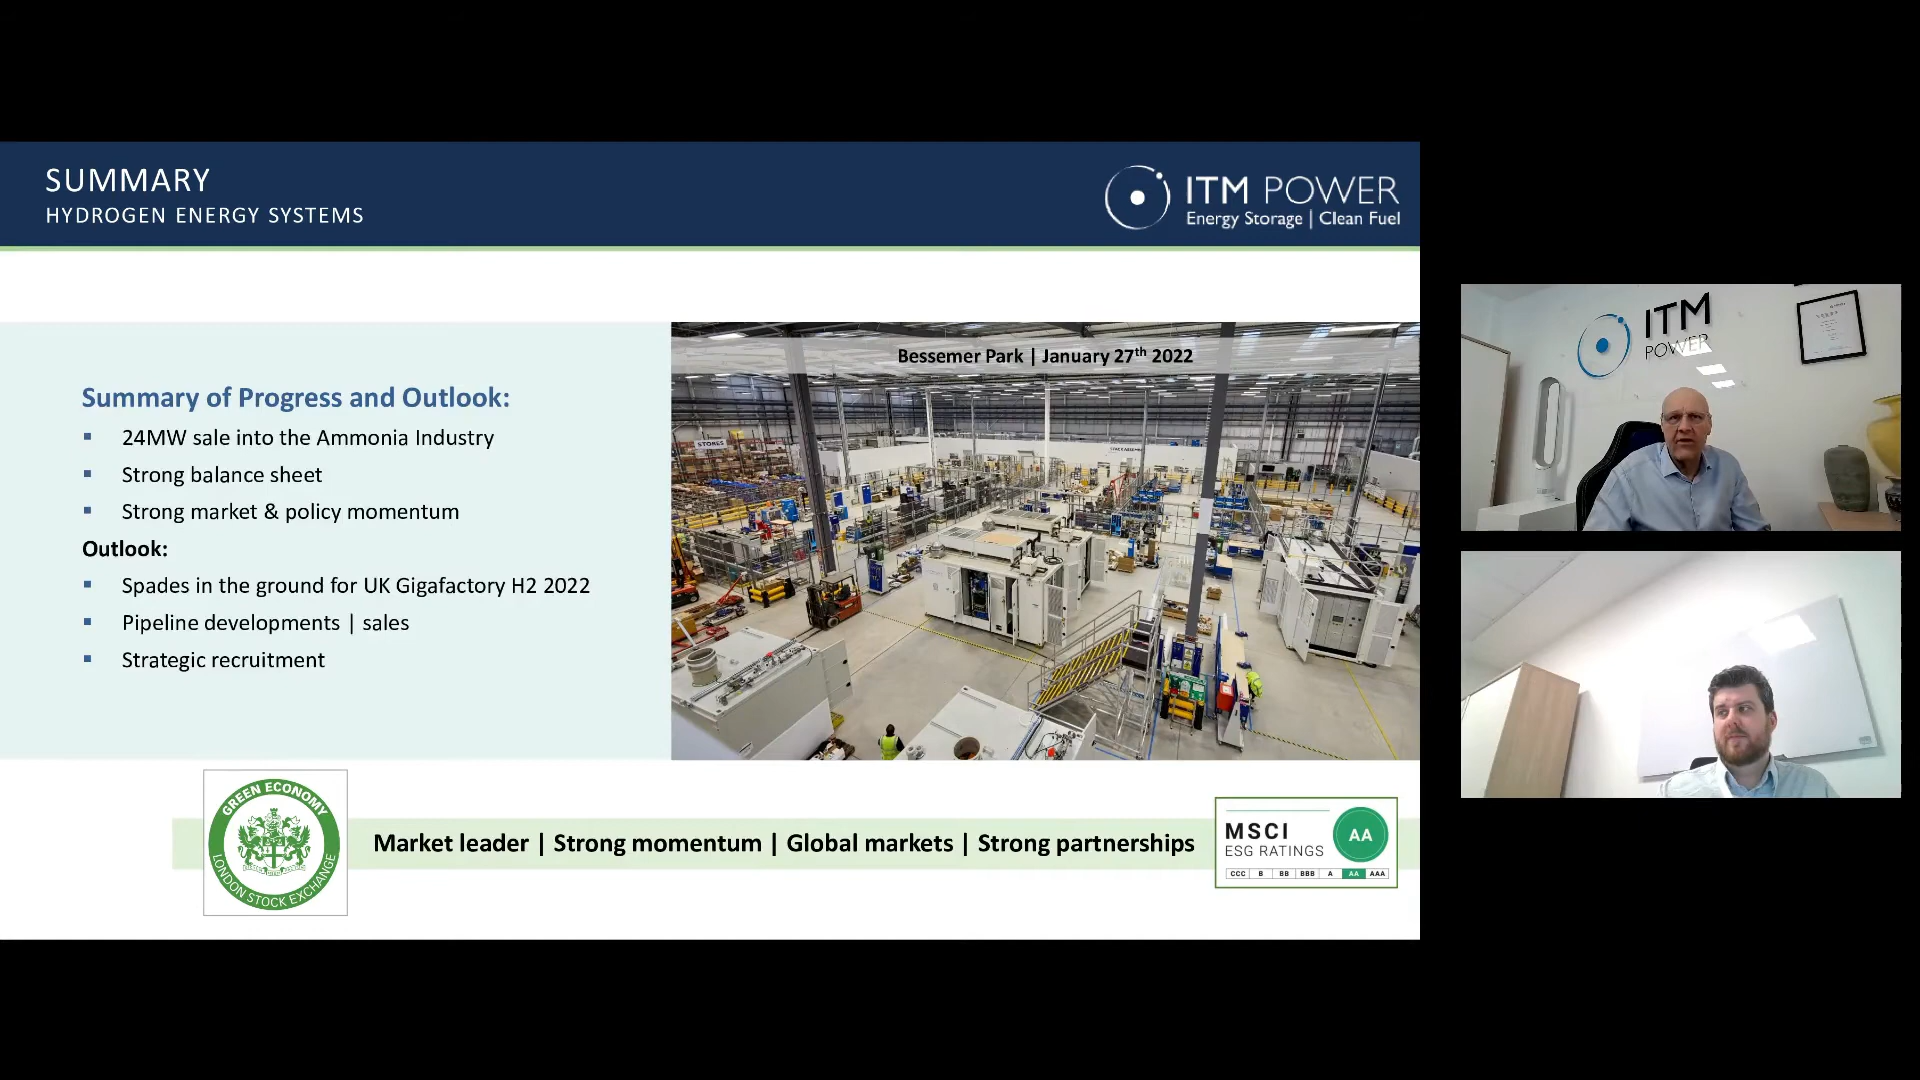 SUMMARY
HYDROGEN ENERGY SYSTEMS
ITM POWER
Energy Storage | Clean Fuel
Bessemer Park | January 27th 2022
STORES
Summary of Progress and Outlook:
▪ 24MW sale into the Ammonia Industry
▪ Strong balance sheet
▪ Strong market & policy momentum
Outlook:
▪ Spades in the ground for UK Gigafactory H2 2022
▪ Pipeline developments | sales
▪ Strategic recruitment
GREEN ECONOMY
LONDON STOCK EXCHANGE
Market leader | Strong momentum | Global markets | Strong partnerships
MSCI
ESG RATINGS
AA
CCC B BB BBB A AA AAA
ITM
POWER